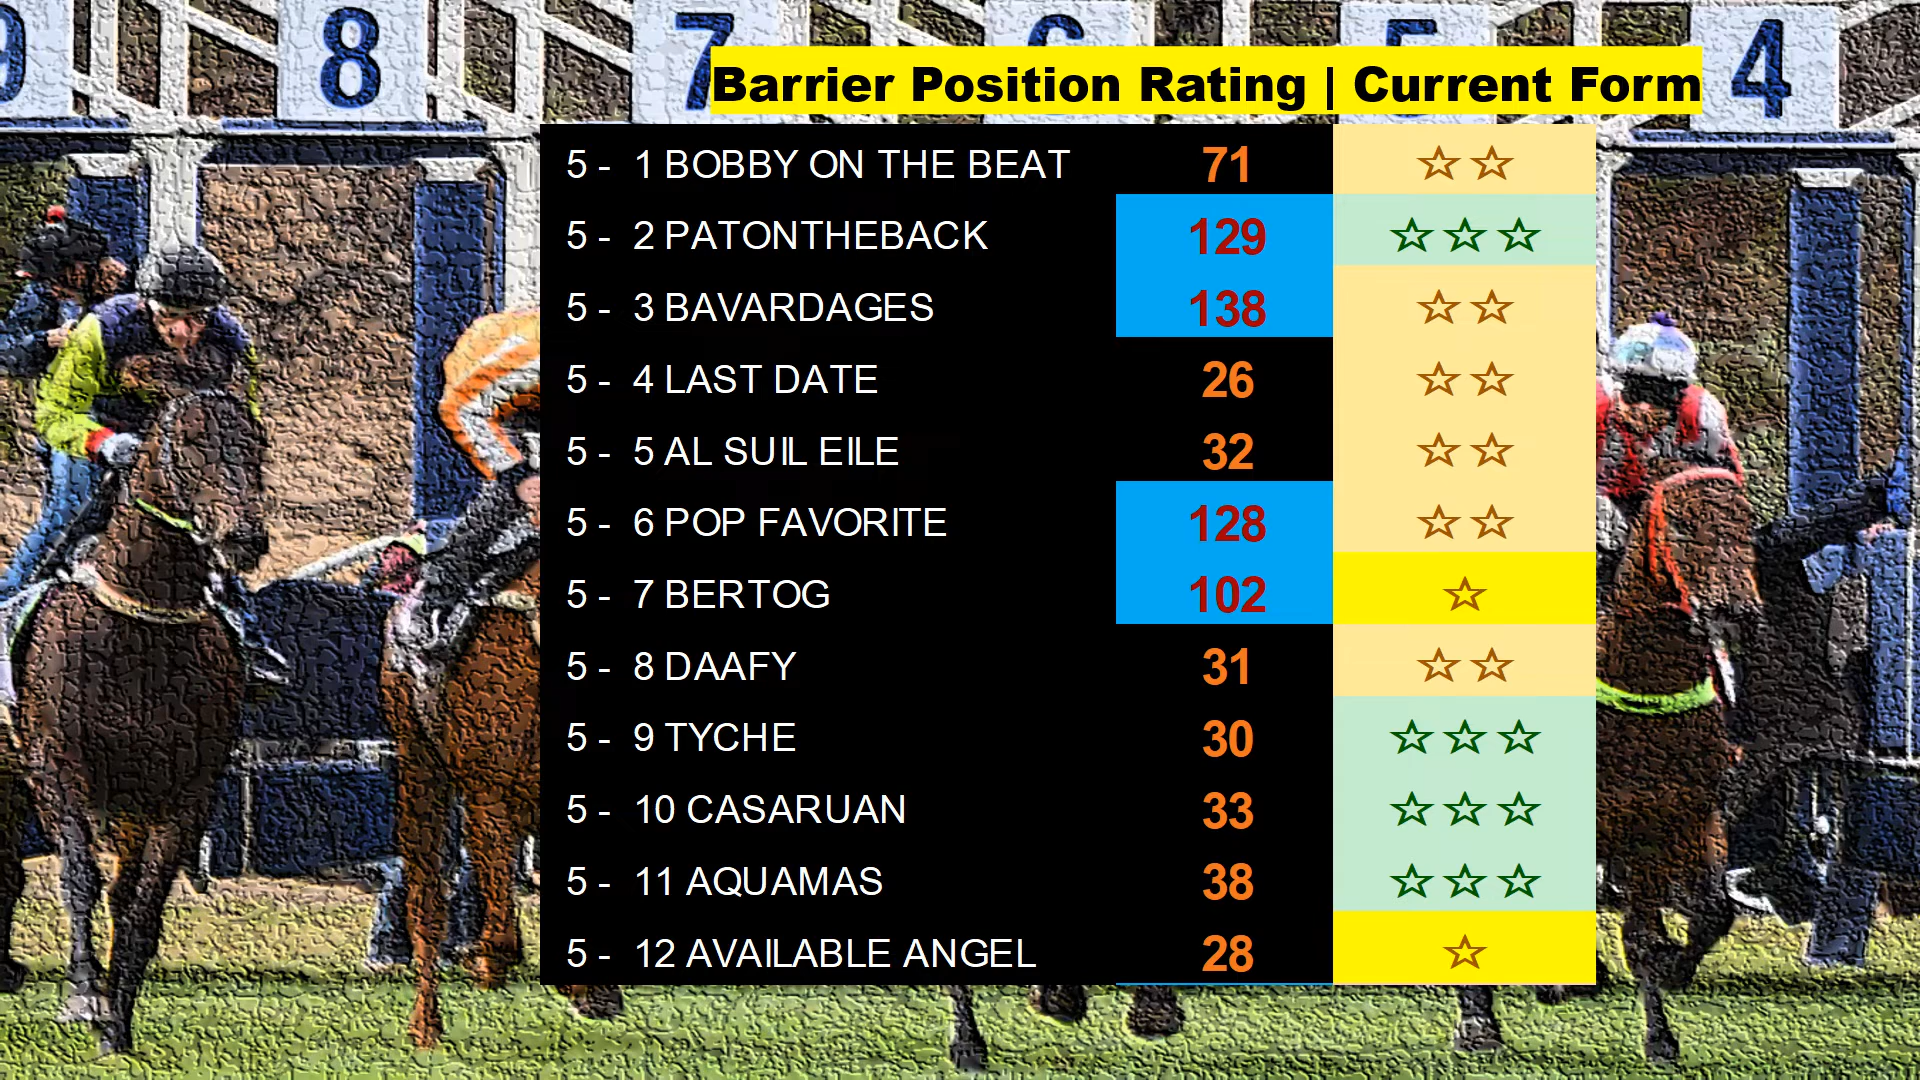 9 8 7 6 5 4
Barrier Position Rating | Current Form
5 - 1 BOBBY ON THE BEAT 71 ☆☆
5 - 2 PATONTHEBACK 129 ☆☆☆
5 - 3 BAVARDAGES 138 ☆☆
5 - 4 LAST DATE 26 ☆☆
5 - 5 AL SUIL EILE 32 ☆☆
5 - 6 POP FAVORITE 128 ☆☆
5 - 7 BERTOG 102 ☆
5 - 8 DAAFY 31 ☆☆
5 - 9 TYCHE 30 ☆☆☆
5 - 10 CASARUAN 33 ☆☆☆
5 - 11 AQUAMAS 38 ☆☆☆
5 - 12 AVAILABLE ANGEL 28 ☆